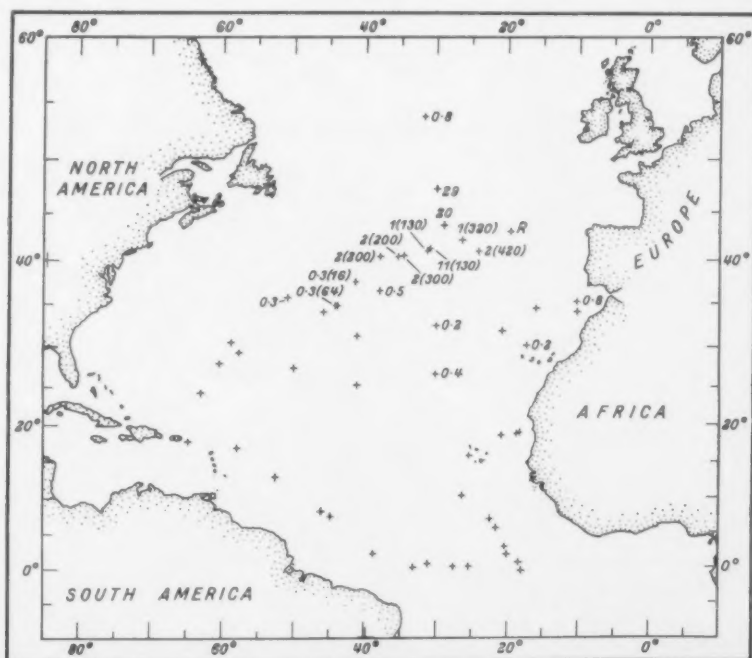 80° 60° 40° 20° 0°
60° 60°
+0·8
NORTH
AMERICA
29
20
1(130) 1(320) +R
2(200)
2(300) 11(130) 2(420)
EUROPE
40° 40°
0·3(16) 2(300)
0·3 0·3(64) +0·5 0·8
+0·2
+0·2
+0·4
AFRICA
20° 20°
0° 0°
SOUTH AMERICA
80° 60° 40° 20° 0°